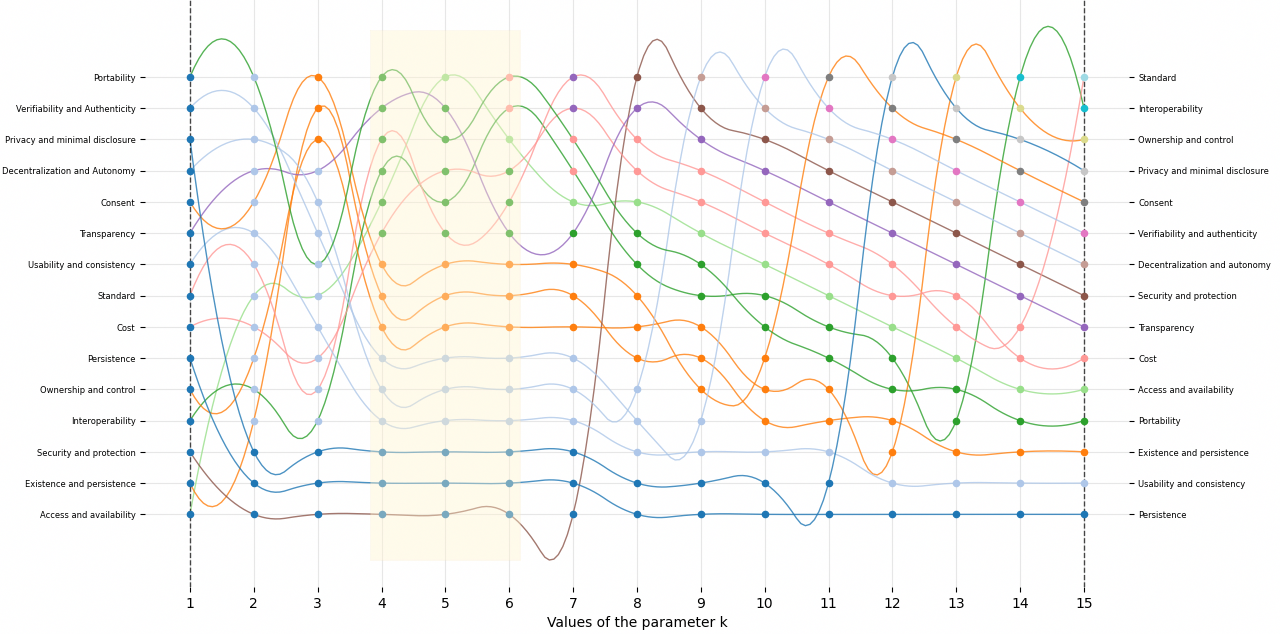 Portability
Verifiability and Authenticity
Privacy and minimal disclosure
Decentralization and Autonomy
Consent
Transparency
Usability and consistency
Standard
Cost
Persistence
Ownership and control
Interoperability
Security and protection
Existence and persistence
Access and availability
Standard
Interoperability
Ownership and control
Privacy and minimal disclosure
Consent
Verifiability and authenticity
Decentralization and autonomy
Security and protection
Transparency
Cost
Access and availability
Portability
Existence and persistence
Usability and consistency
Persistence
1 2 3 4 5 6 7 8 9 10 11 12 13 14 15
Values of the parameter k